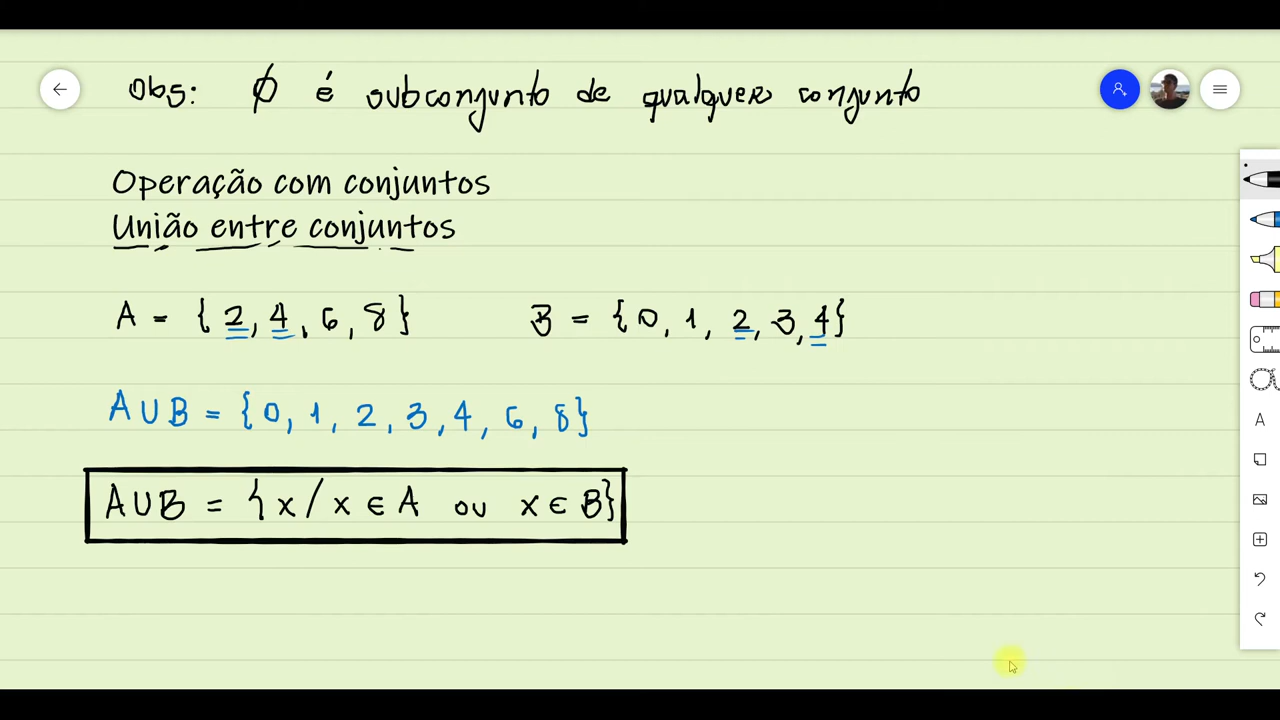 Obs: ∅ é subconjunto de qualquer conjunto
Operação com conjuntos
União entre conjuntos
A = {2, 4, 6, 8} B = {0, 1, 2, 3, 4}
A∪B = {0, 1, 2, 3, 4, 6, 8}
A∪B = {x/x ∈ A ou x ∈ B}
A